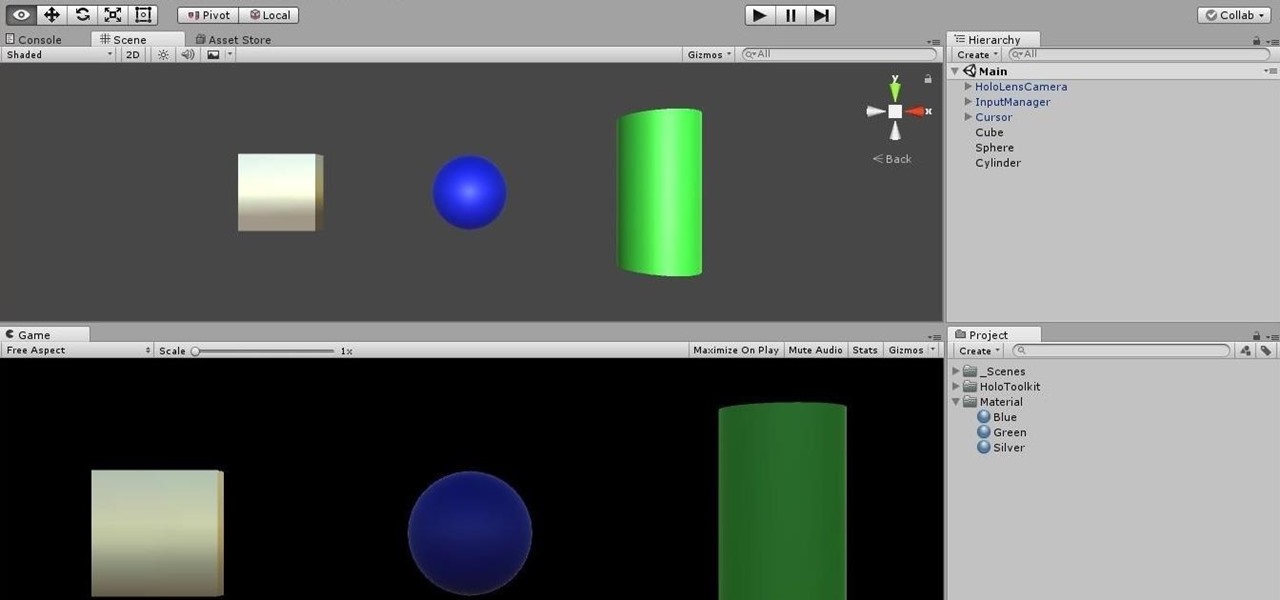 Pivot
Local
Collab
Console
Scene
Asset Store
Hierarchy
Shaded
2D
Gizmos
All
Create
All
Main
y
x
Back
HoloLensCamera
InputManager
Cursor
Cube
Sphere
Cylinder
Game
Project
Free Aspect
Scale
1x
Maximize On Play
Mute Audio
Stats
Gizmos
Create
_Scenes
HoloToolkit
Material
Blue
Green
Silver